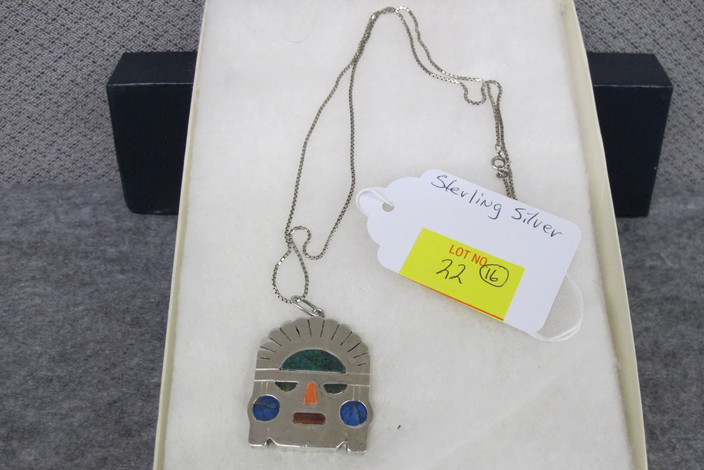 Sterling Silver
LOT NO.
22 16